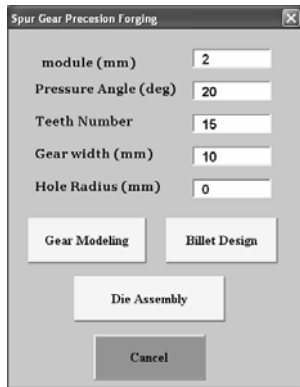 Spur Gear Precesion Forging
module (mm) 2
Pressure Angle (deg) 20
Teeth Number 15
Gear width (mm) 10
Hole Radius (mm) 0
Gear Modeling Billet Design
Die Assembly
Cancel